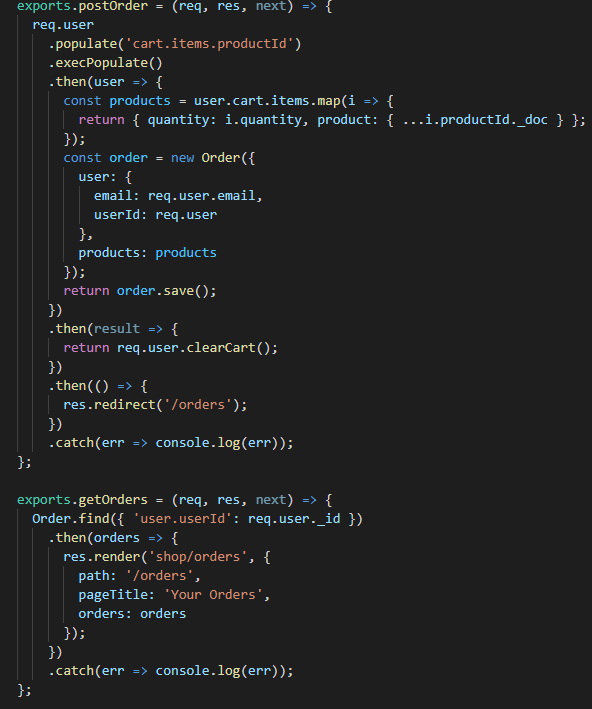 exports.postOrder = (req, res, next) => {
  req.user
    .populate('cart.items.productId')
    .execPopulate()
    .then(user => {
      const products = user.cart.items.map(i => {
        return { quantity: i.quantity, product: { ...i.productId._doc } };
      });
      const order = new Order({
        user: {
          email: req.user.email,
          userId: req.user
        },
        products: products
      });
      return order.save();
    })
    .then(result => {
      return req.user.clearCart();
    })
    .then(() => {
      res.redirect('/orders');
    })
    .catch(err => console.log(err));
};

exports.getOrders = (req, res, next) => {
  Order.find({ 'user.userId': req.user._id })
    .then(orders => {
      res.render('shop/orders', {
        path: '/orders',
        pageTitle: 'Your Orders',
        orders: orders
      });
    })
    .catch(err => console.log(err));
};